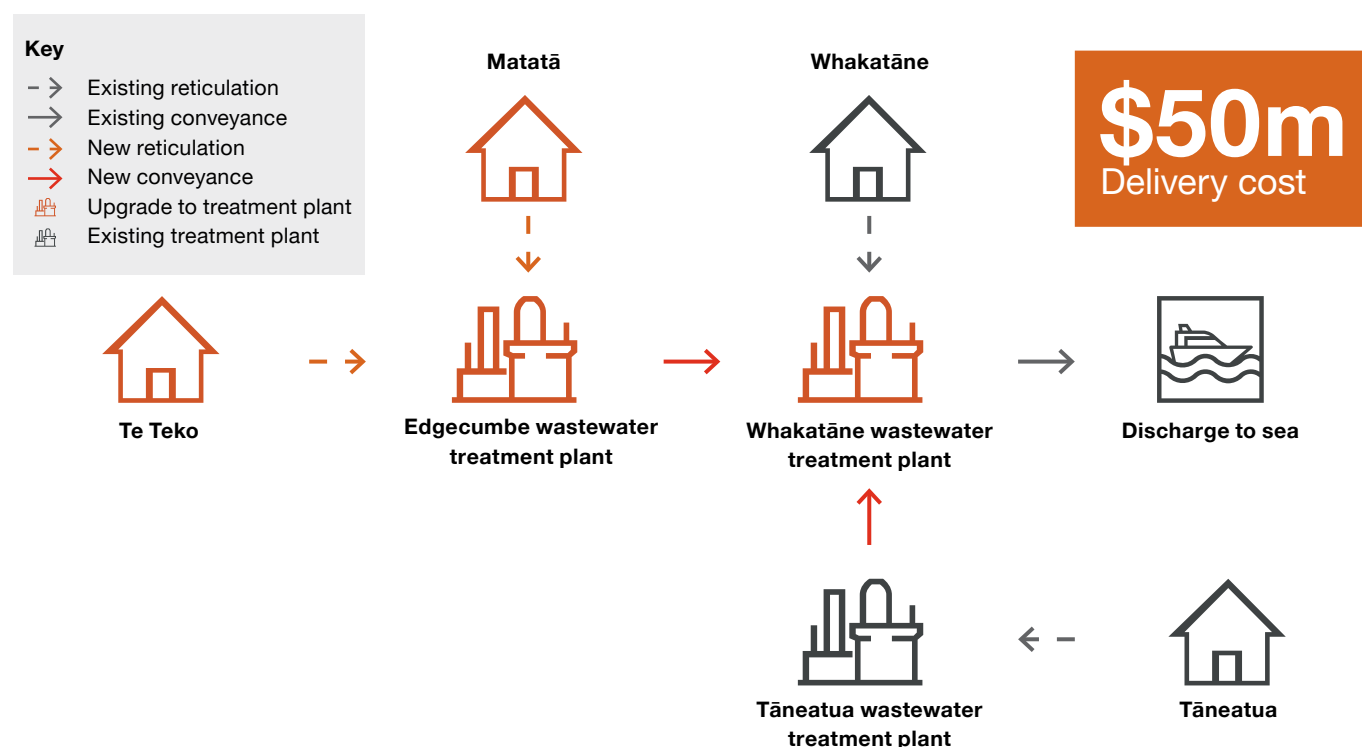 Key
Existing reticulation
Existing conveyance
New reticulation
New conveyance
Upgrade to treatment plant
Existing treatment plant
Matatā
Whakatāne
$50m
Delivery cost
Te Teko
Edgecumbe wastewater
treatment plant
Whakatāne wastewater
treatment plant
Discharge to sea
Tāneatua wastewater
treatment plant
Tāneatua